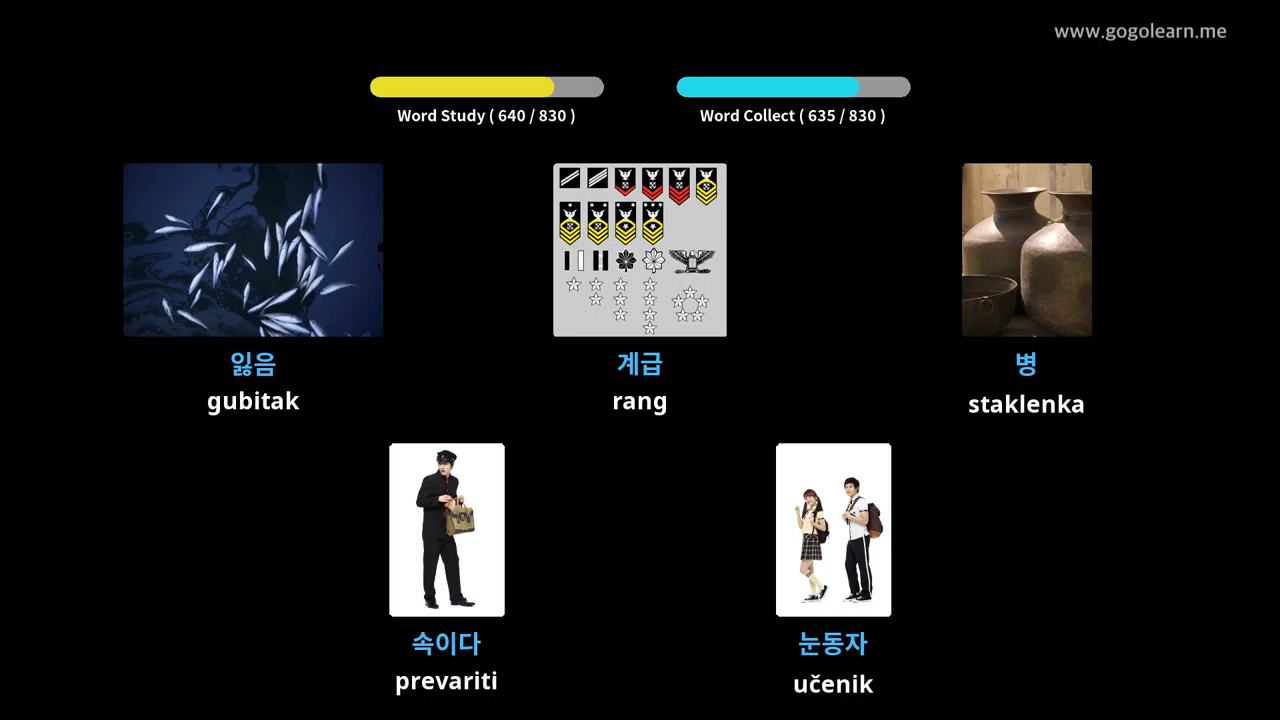 www.gogolearn.me
Word Study ( 640 / 830 )
Word Collect ( 635 / 830 )
잃음
gubitak
계급
rang
병
staklenka
속이다
prevariti
눈동자
učenik